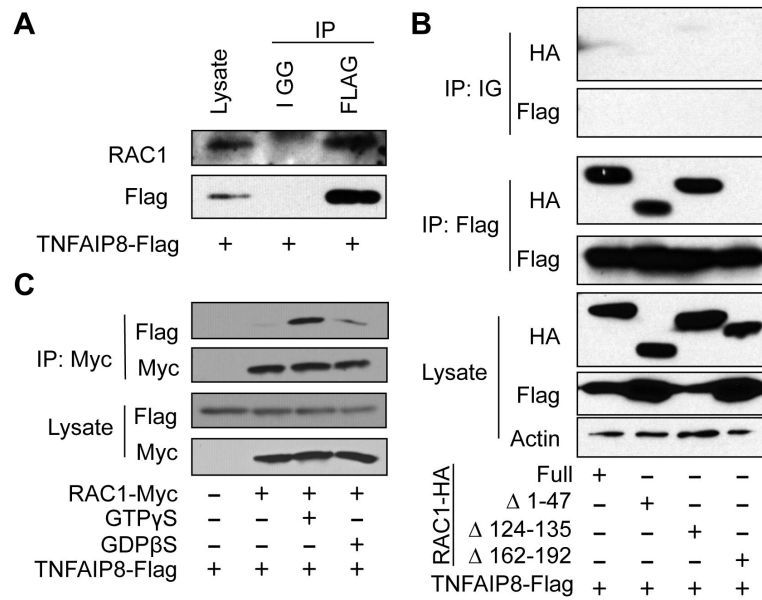 A
IP
Lysate
I GG
FLAG
RAC1
Flag
TNFAIP8-Flag + + +
B
IP: IG
HA
Flag
IP: Flag
HA
Flag
Lysate
HA
Flag
Actin
RAC1-HA
Full + – – –
Δ 1-47 – + – –
Δ 124-135 – – + –
Δ 162-192 – – – +
TNFAIP8-Flag + + + +
C
IP: Myc
Flag
Myc
Lysate
Flag
Myc
RAC1-Myc – + + +
GTPγS – – + –
GDPβS – – – +
TNFAIP8-Flag + + + +